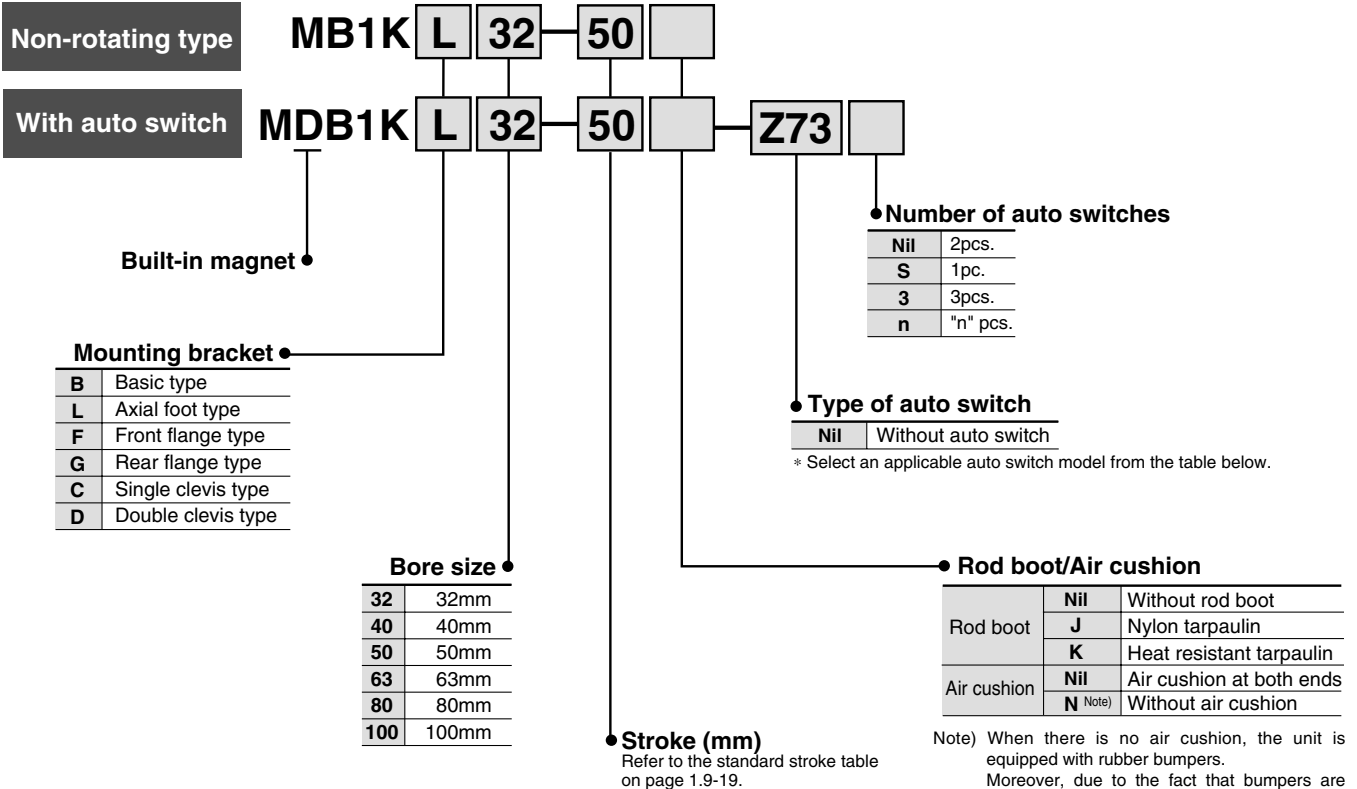 Non-rotating type MB1K L 32 - 50
With auto switch MDB1K L 32 - 50 - Z73
Number of auto switches
Nil 2pcs.
S 1pc.
3 3pcs.
n "n" pcs.
Built-in magnet
Mounting bracket
B Basic type
L Axial foot type
F Front flange type
G Rear flange type
C Single clevis type
D Double clevis type
Type of auto switch
Nil Without auto switch
* Select an applicable auto switch model from the table below.
Bore size
32 32mm
40 40mm
50 50mm
63 63mm
80 80mm
100 100mm
Stroke (mm)
Refer to the standard stroke table
on page 1.9-19.
Rod boot/Air cushion
Rod boot
Nil Without rod boot
J Nylon tarpaulin
K Heat resistant tarpaulin
Air cushion
Nil Air cushion at both ends
N Note) Without air cushion
Note) When there is no air cushion, the unit is
equipped with rubber bumpers.
Moreover, due to the fact that bumpers are